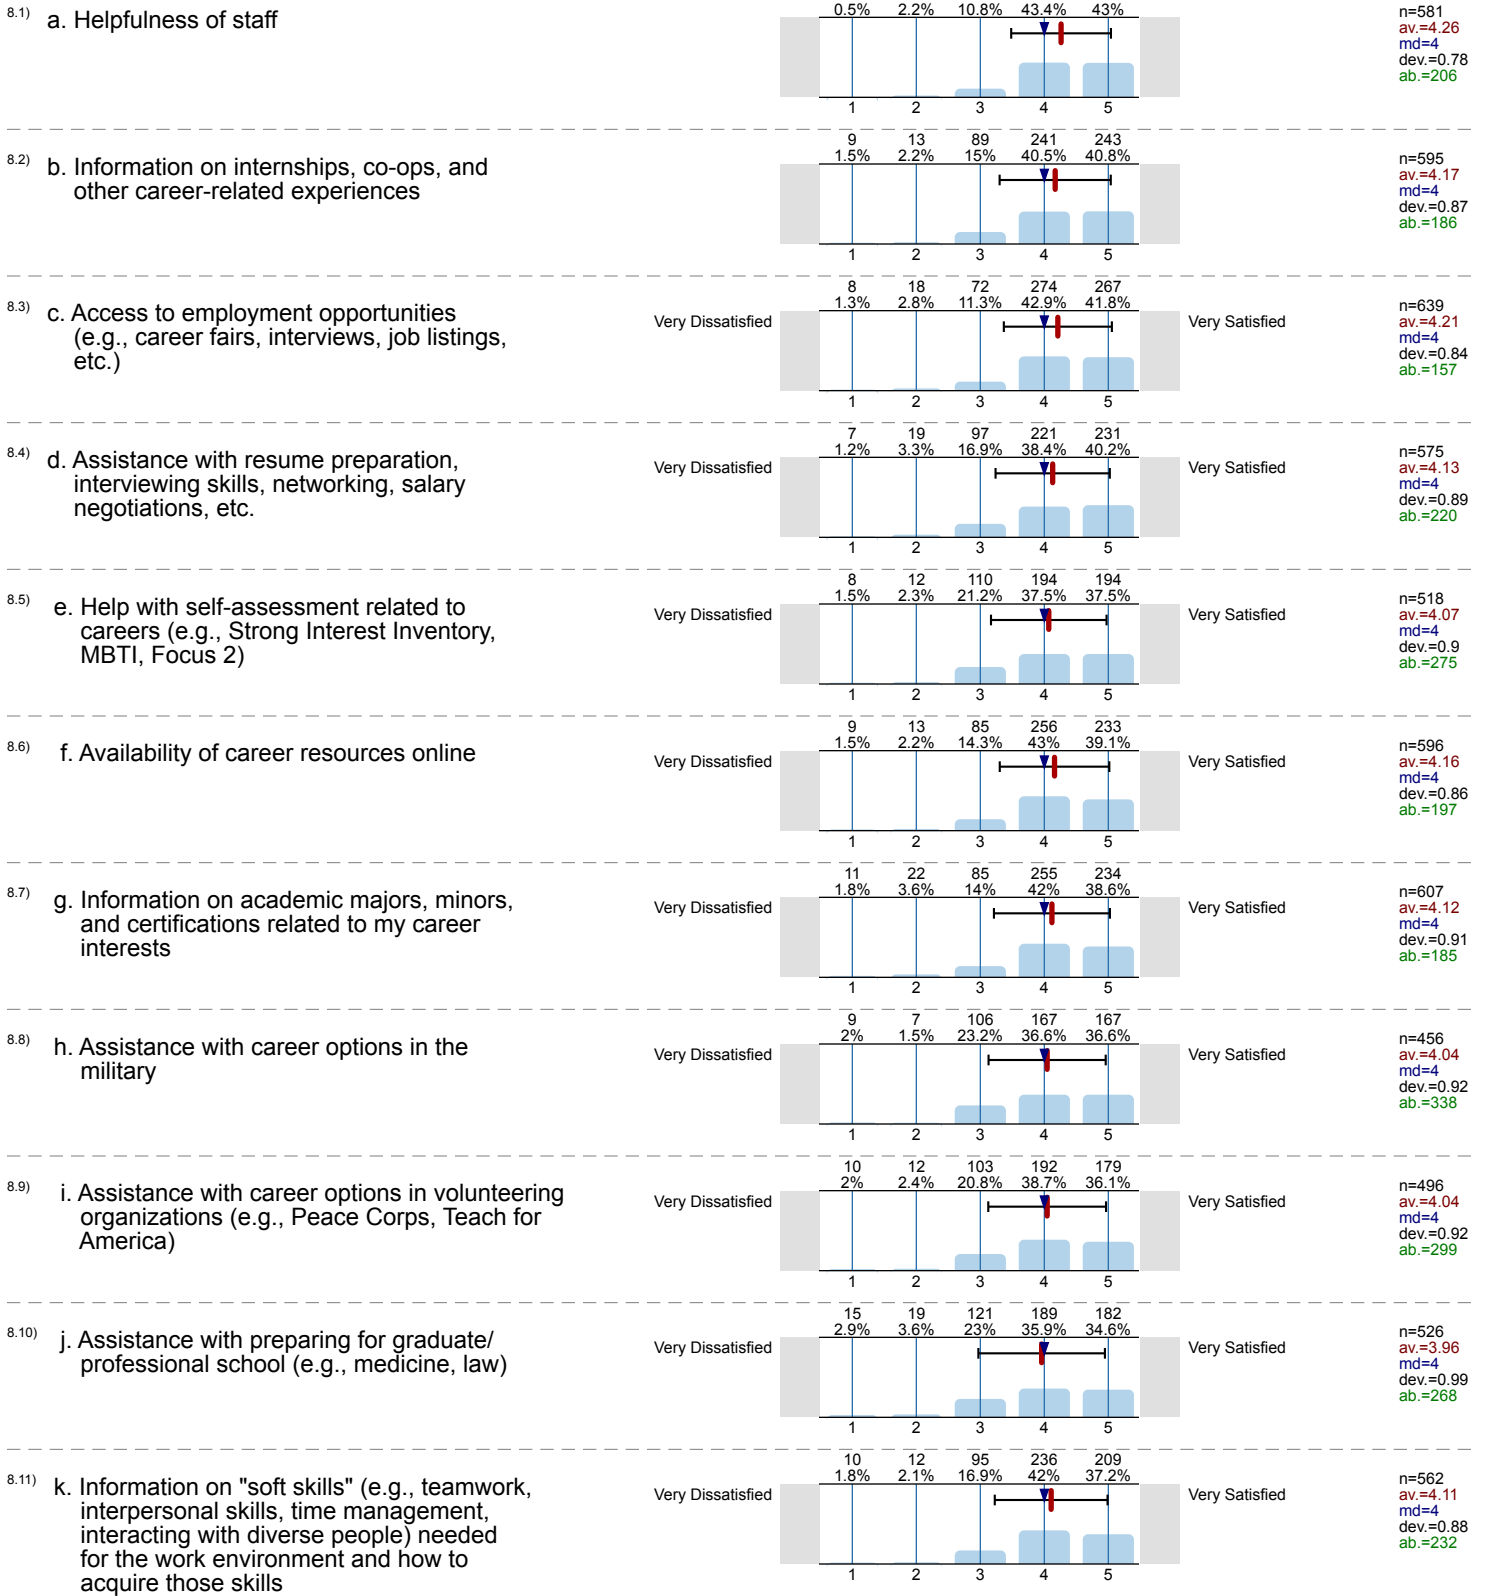 8.1) a. Helpfulness of staff
0.5% 2.2% 10.8% 43.4% 43%
1 2 3 4 5
n=581
av.=4.26
md=4
dev.=0.78
ab.=206
8.2) b. Information on internships, co-ops, and
other career-related experiences
9 13 89 241 243
1.5% 2.2% 15% 40.5% 40.8%
1 2 3 4 5
n=595
av.=4.17
md=4
dev.=0.87
ab.=186
8.3) c. Access to employment opportunities
(e.g., career fairs, interviews, job listings,
etc.)
Very Dissatisfied
8 18 72 274 267
1.3% 2.8% 11.3% 42.9% 41.8%
1 2 3 4 5
Very Satisfied
n=639
av.=4.21
md=4
dev.=0.84
ab.=157
8.4) d. Assistance with resume preparation,
interviewing skills, networking, salary
negotiations, etc.
Very Dissatisfied
7 19 97 221 231
1.2% 3.3% 16.9% 38.4% 40.2%
1 2 3 4 5
Very Satisfied
n=575
av.=4.13
md=4
dev.=0.89
ab.=220
8.5) e. Help with self-assessment related to
careers (e.g., Strong Interest Inventory,
MBTI, Focus 2)
Very Dissatisfied
8 12 110 194 194
1.5% 2.3% 21.2% 37.5% 37.5%
1 2 3 4 5
Very Satisfied
n=518
av.=4.07
md=4
dev.=0.9
ab.=275
8.6) f. Availability of career resources online
Very Dissatisfied
9 13 85 256 233
1.5% 2.2% 14.3% 43% 39.1%
1 2 3 4 5
Very Satisfied
n=596
av.=4.16
md=4
dev.=0.86
ab.=197
8.7) g. Information on academic majors, minors,
and certifications related to my career
interests
Very Dissatisfied
11 22 85 255 234
1.8% 3.6% 14% 42% 38.6%
1 2 3 4 5
Very Satisfied
n=607
av.=4.12
md=4
dev.=0.91
ab.=185
8.8) h. Assistance with career options in the
military
Very Dissatisfied
9 7 106 167 167
2% 1.5% 23.2% 36.6% 36.6%
1 2 3 4 5
Very Satisfied
n=456
av.=4.04
md=4
dev.=0.92
ab.=338
8.9) i. Assistance with career options in volunteering
organizations (e.g., Peace Corps, Teach for
America)
Very Dissatisfied
10 12 103 192 179
2% 2.4% 20.8% 38.7% 36.1%
1 2 3 4 5
Very Satisfied
n=496
av.=4.04
md=4
dev.=0.92
ab.=299
8.10) j. Assistance with preparing for graduate/
professional school (e.g., medicine, law)
Very Dissatisfied
15 19 121 189 182
2.9% 3.6% 23% 35.9% 34.6%
1 2 3 4 5
Very Satisfied
n=526
av.=3.96
md=4
dev.=0.99
ab.=268
8.11) k. Information on "soft skills" (e.g., teamwork,
interpersonal skills, time management,
interacting with diverse people) needed
for the work environment and how to
acquire those skills
Very Dissatisfied
10 12 95 236 209
1.8% 2.1% 16.9% 42% 37.2%
1 2 3 4 5
Very Satisfied
n=562
av.=4.11
md=4
dev.=0.88
ab.=232